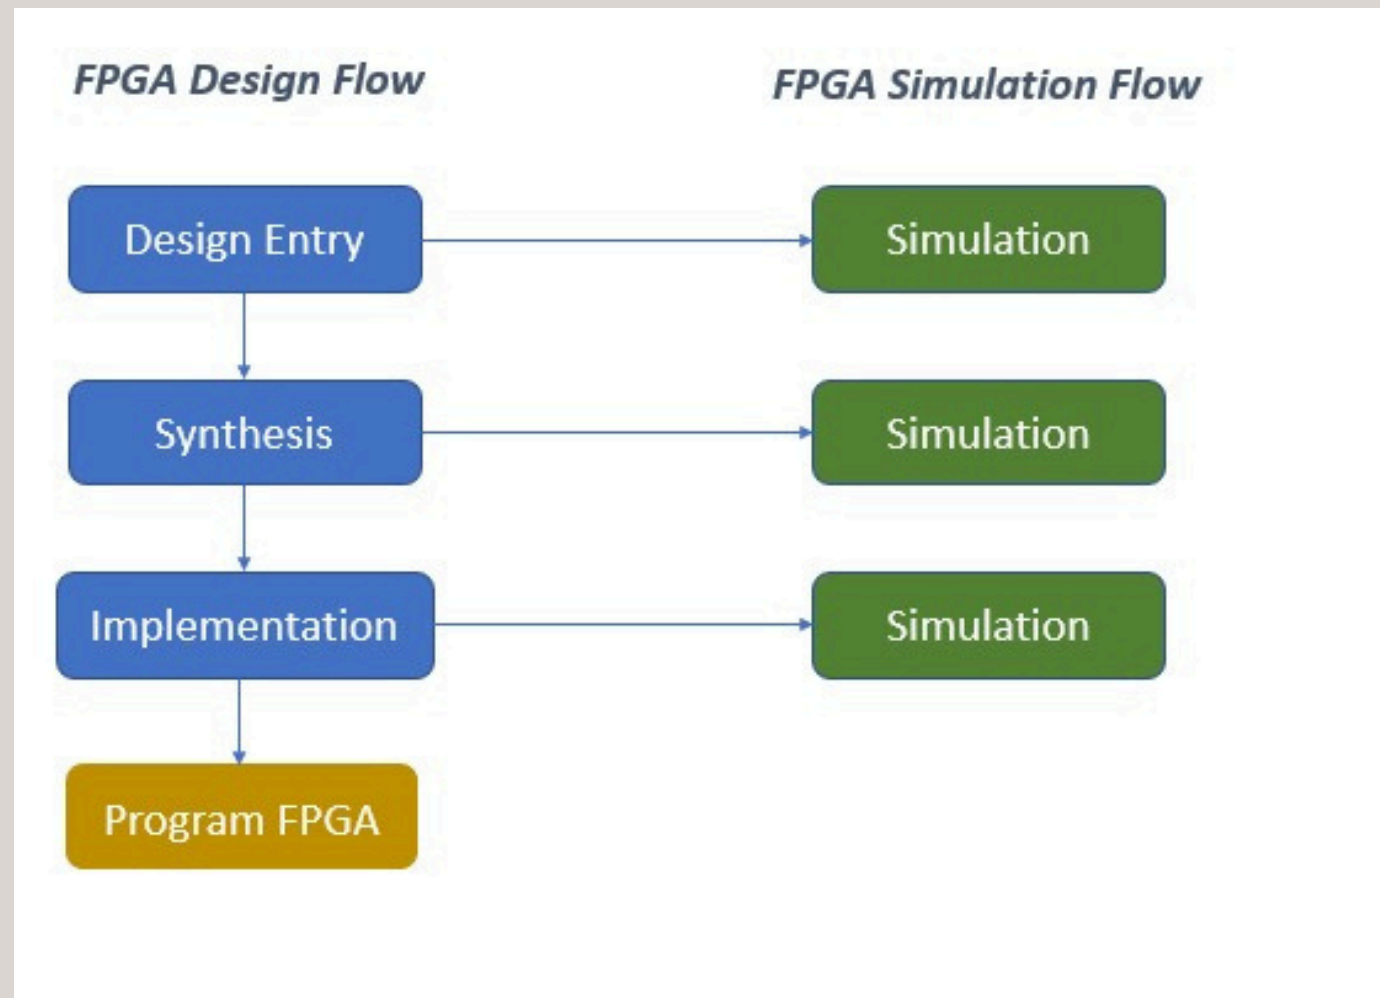 FPGA Design Flow
FPGA Simulation Flow
Design Entry
Simulation
Synthesis
Simulation
Implementation
Simulation
Program FPGA